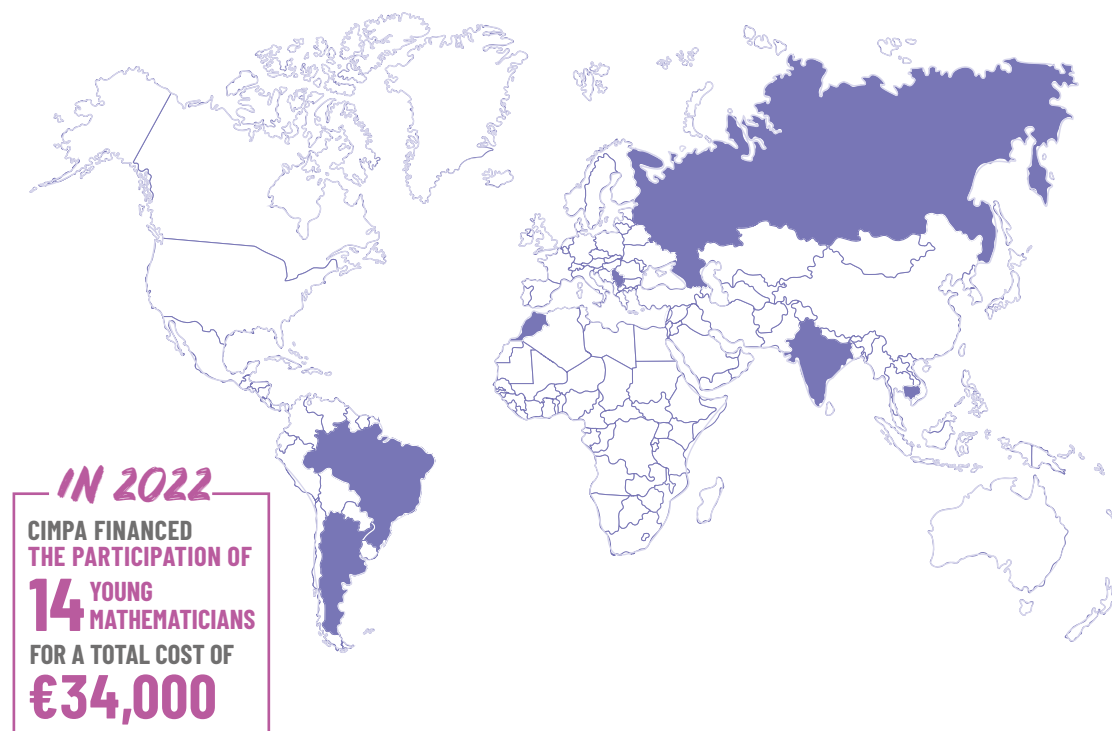 IN 2022
CIMPA FINANCED
THE PARTICIPATION OF
14 YOUNG
MATHEMATICIANS
FOR A TOTAL COST OF
€34,000